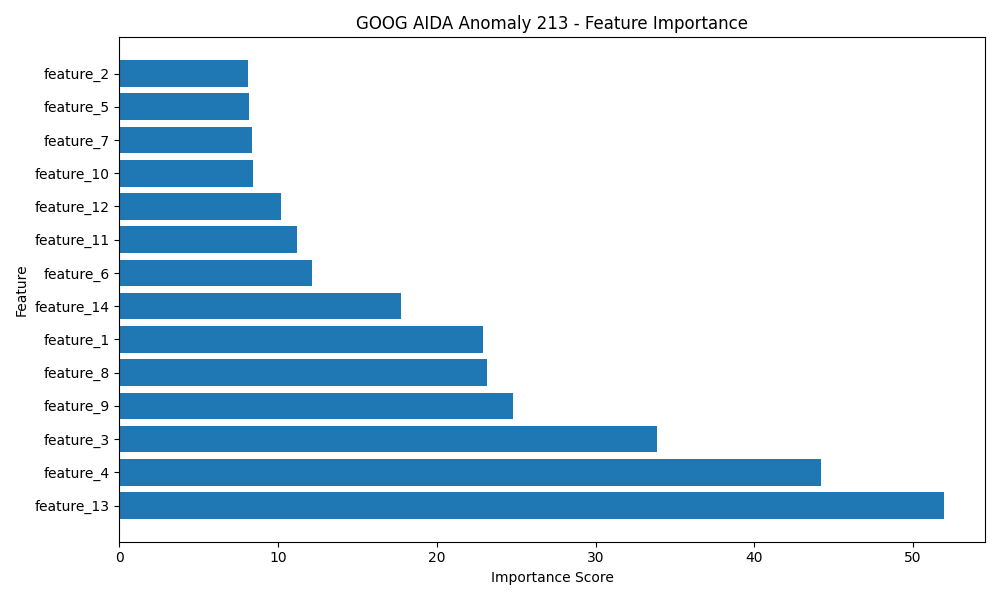 GOOG AIDA Anomaly 213 - Feature Importance
feature_2
feature_5
feature_7
feature_10
feature_12
feature_11
feature_6
feature_14
feature_1
feature_8
feature_9
feature_3
feature_4
feature_13
Feature
0 10 20 30 40 50
Importance Score